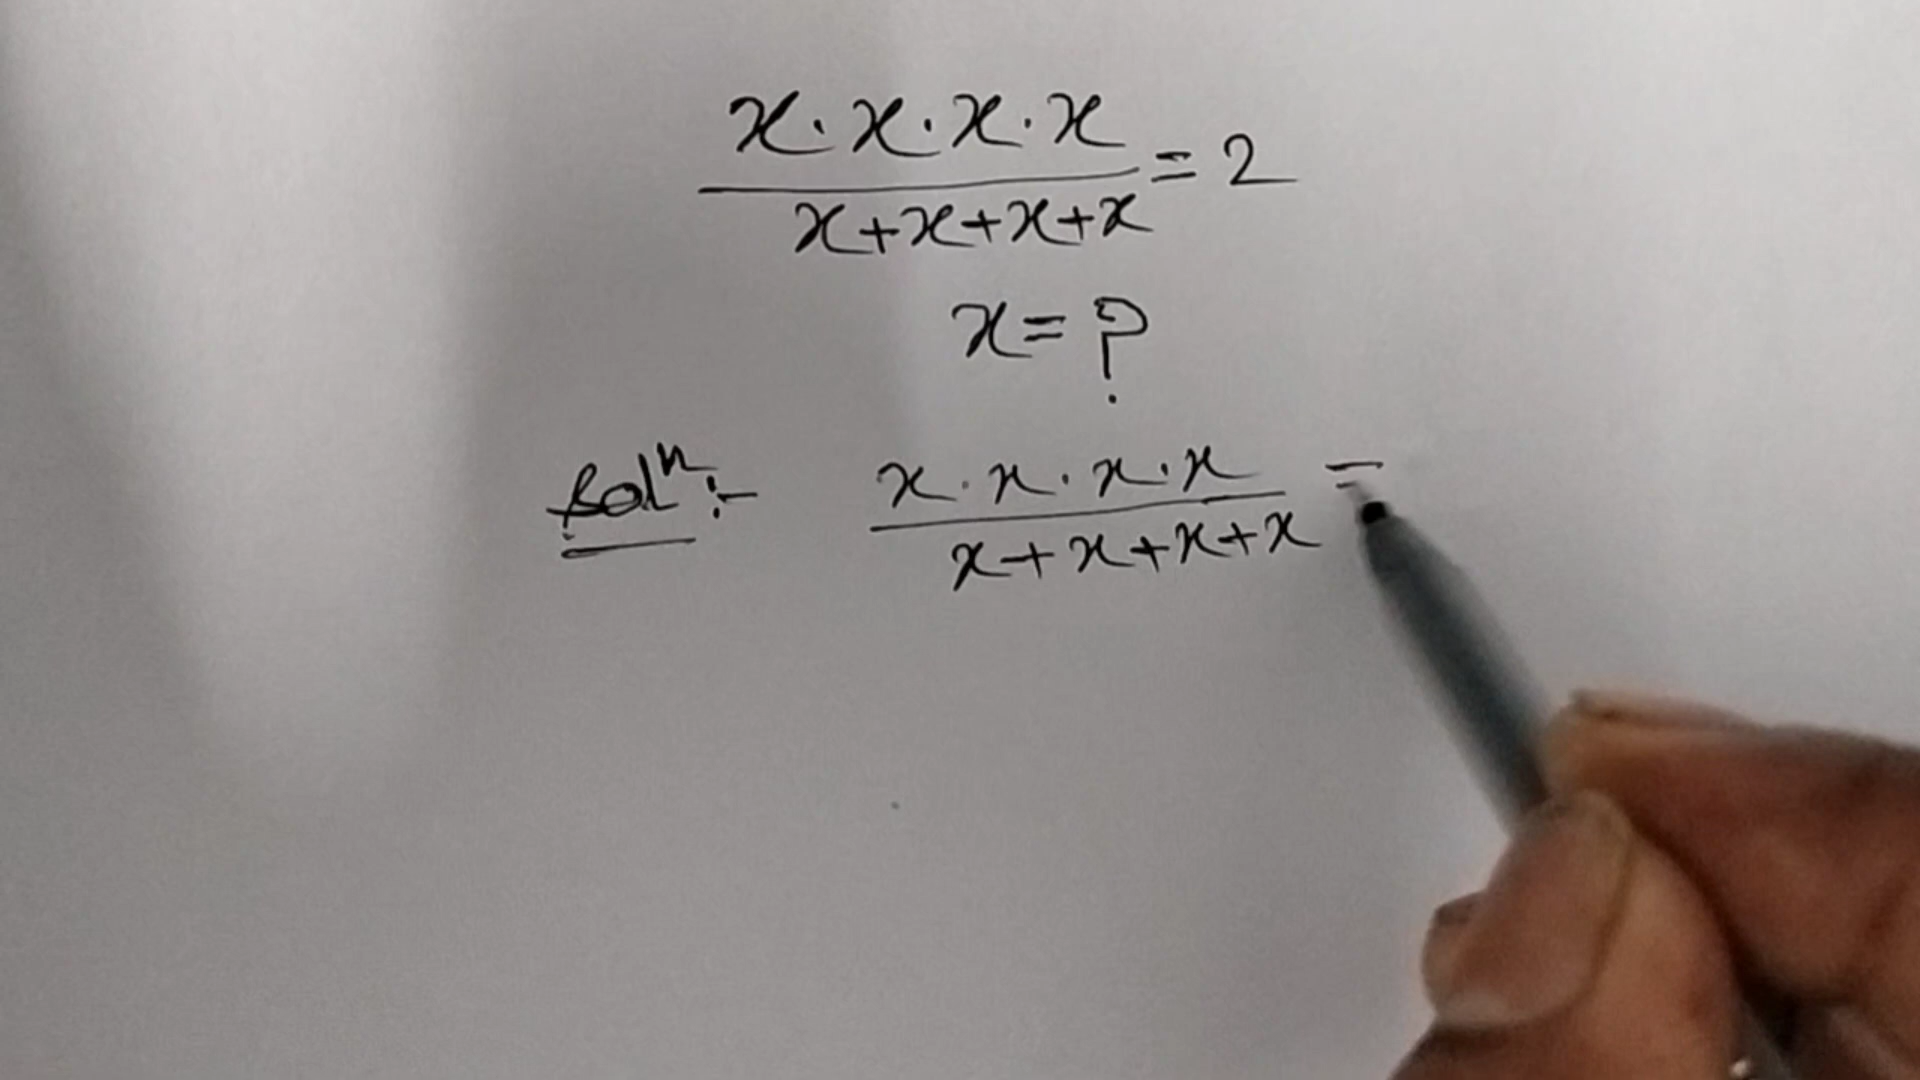 x·x·x·x
x+x+x+x = 2
x = ?
Solⁿ :- x·x·x·x =
x+x+x+x